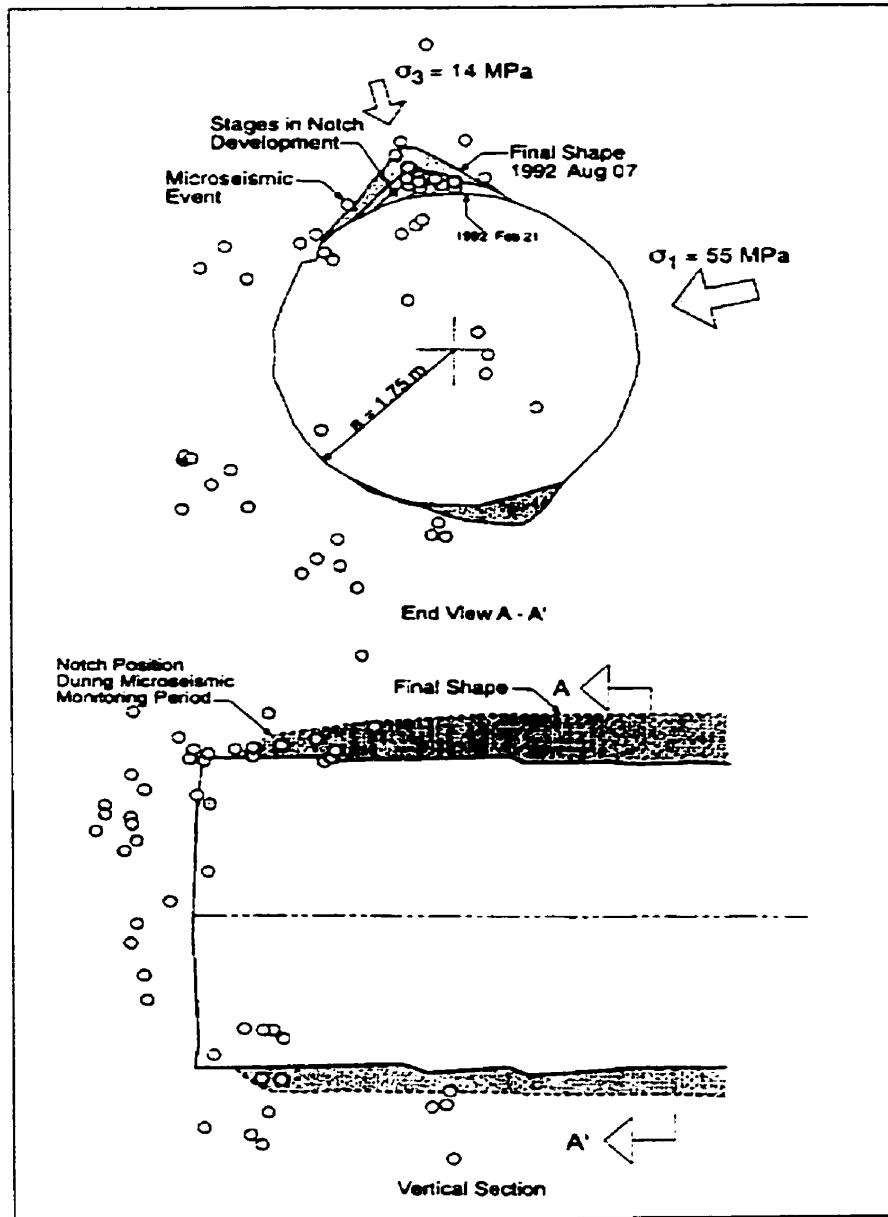 σ3 = 14 MPa
Stages in Notch
Development
Final Shape
1992 Aug 07
Microseismic
Event
1992 Feb 21
σ1 = 55 MPa
a = 1.75 m
End View A - A'
Notch Position
During Microseismic
Monitoring Period
Final Shape
A
A'
Vertical Section